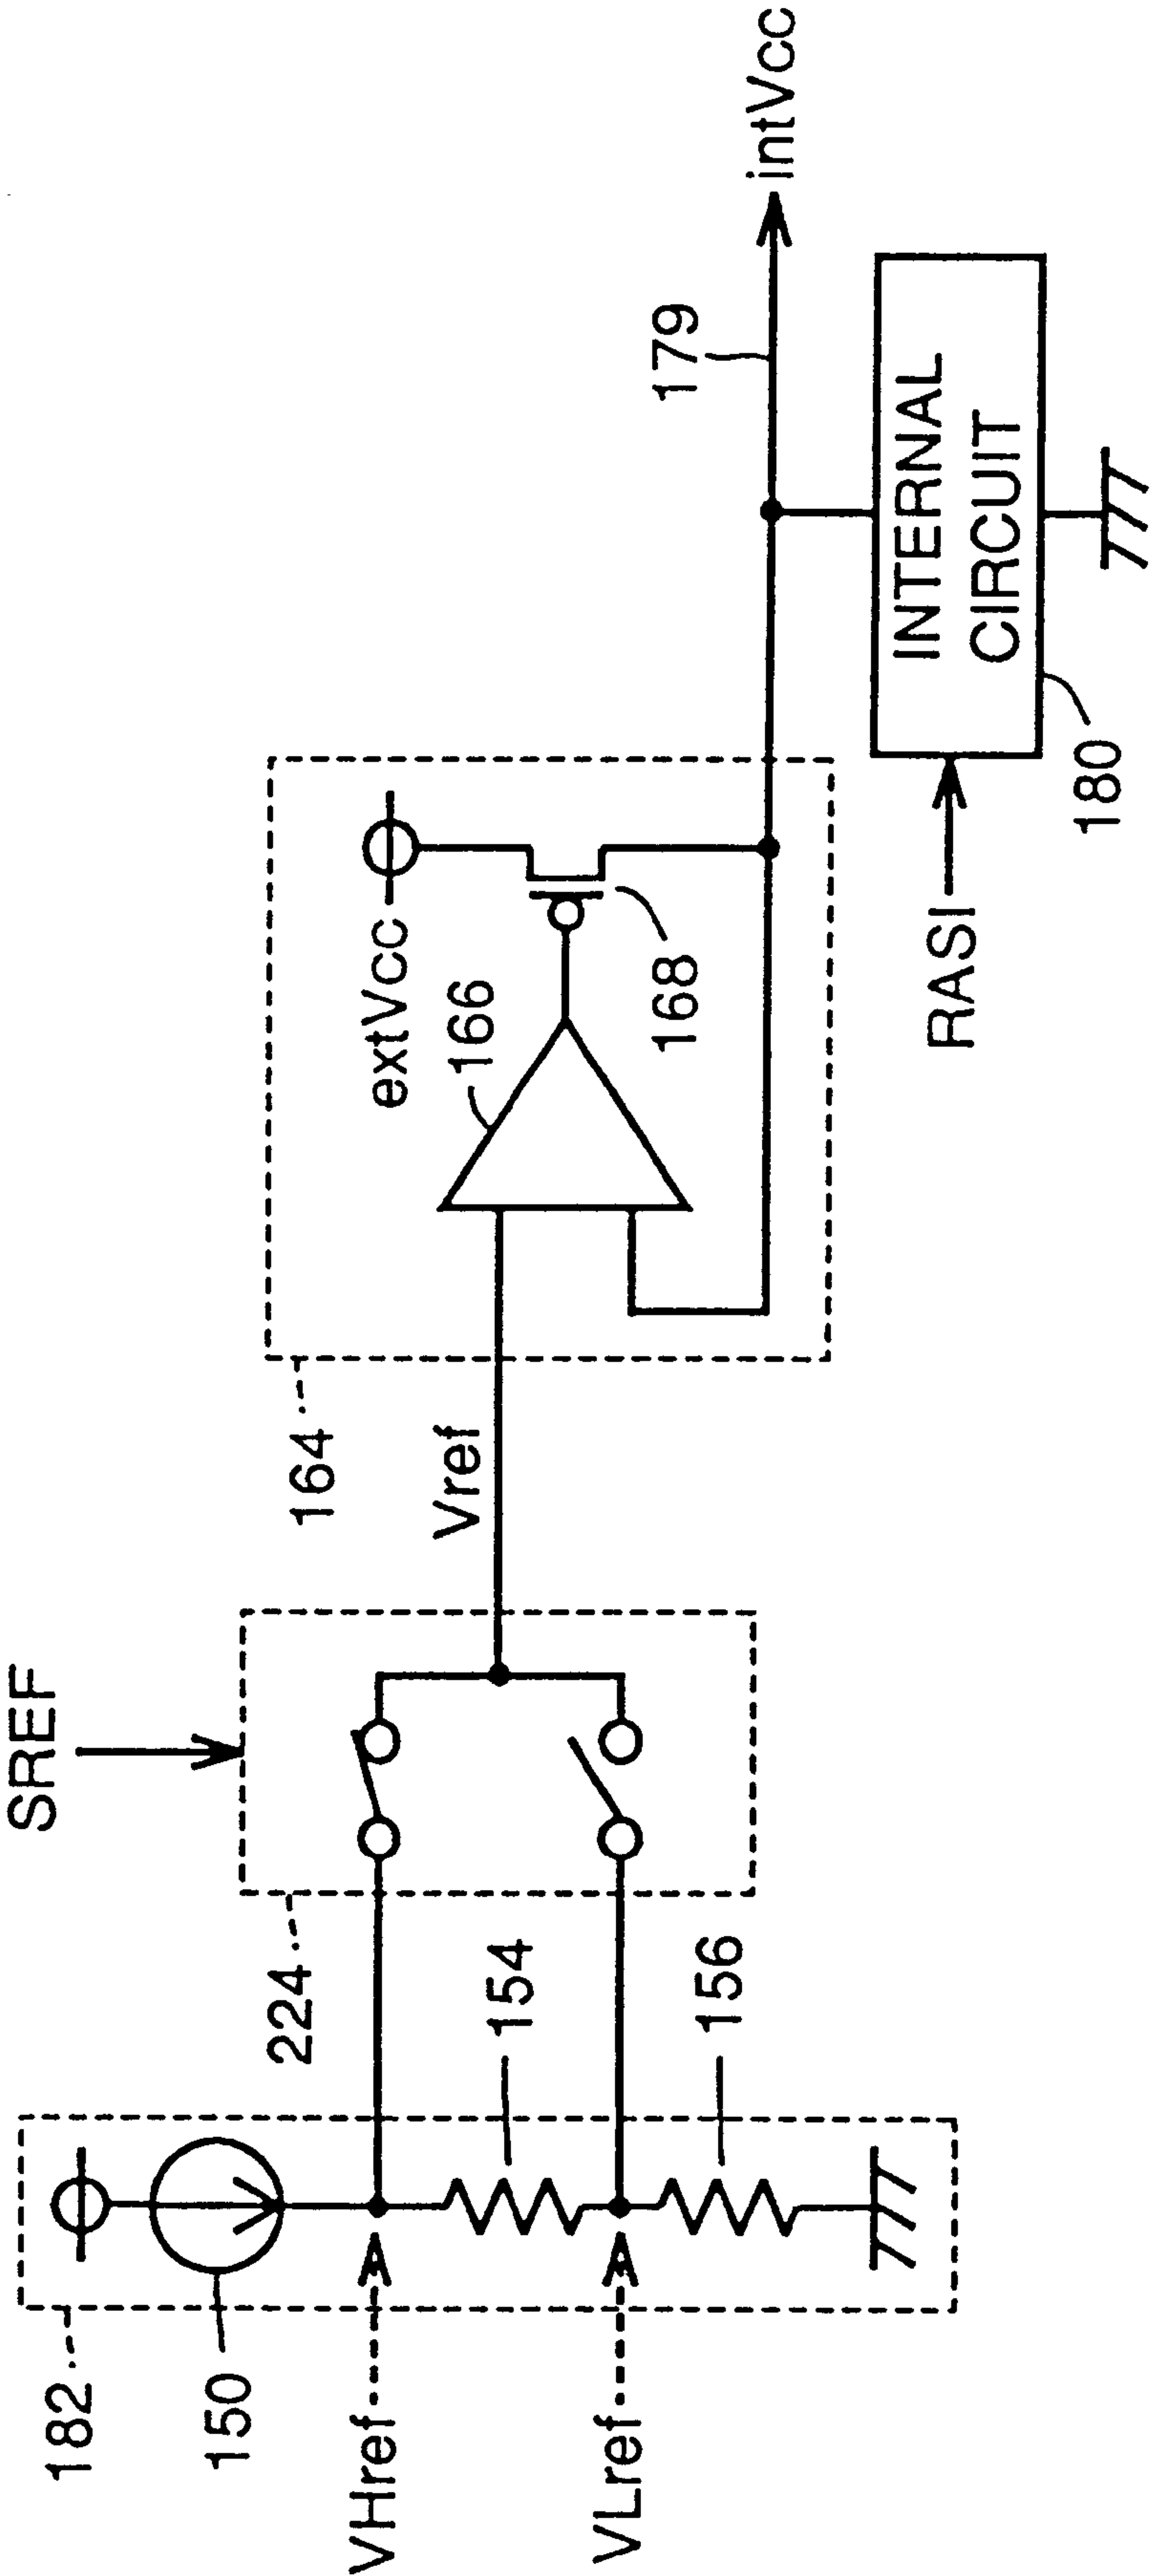 SREF
182
150
VHref
VLref
224
154
156
Vref
164
extVcc
166
168
179
intVcc
RASI
INTERNAL
CIRCUIT
180